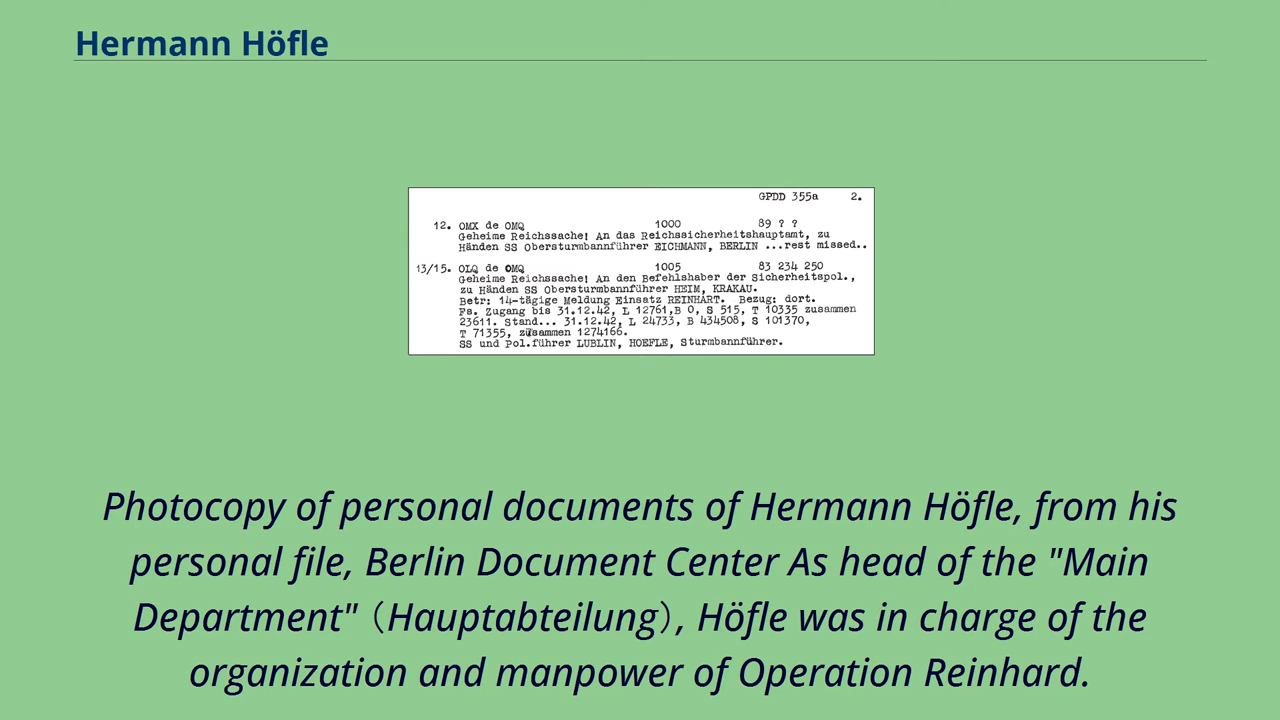 Hermann Höfle
GPDD 355a 2.
12. OMX de OMQ 1000 89 ? ?
Geheime Reichssache! An das Reichssicherheitshauptamt, zu
Händen SS Obersturmbannführer EICHMANN, BERLIN ...rest missed..
13/15. OLQ de OMQ 1005 83 234 250
Geheime Reichssache! An den Befehlshaber der Sicherheitspol.,
zu Händen SS Obersturmbannführer HEIM, KRAKAU.
Betr: 14-tägige Meldung Einsatz REINHART. Bezug: dort.
Fs. Zugang bis 31.12.42, L 12761,B 0, S 515, T 10335 zusammen
23611. Stand... 31.12.42, L 24733, B 434508, S 101370,
T 71355, zusammen 1274166.
SS und Pol.führer LUBLIN, HOEFLE, Sturmbannführer.
Photocopy of personal documents of Hermann Höfle, from his
personal file, Berlin Document Center As head of the "Main
Department" (Hauptabteilung), Höfle was in charge of the
organization and manpower of Operation Reinhard.